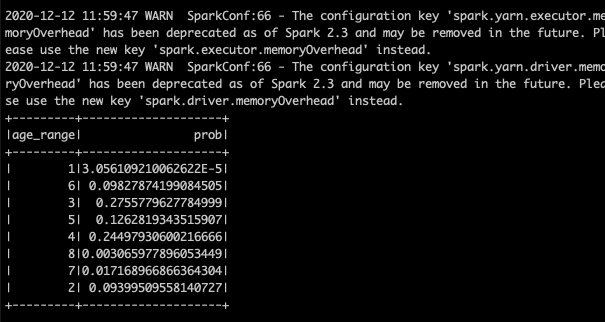 2020-12-12 11:59:47 WARN  SparkConf:66 - The configuration key 'spark.yarn.executor.me
moryOverhead' has been deprecated as of Spark 2.3 and may be removed in the future. Pl
ease use the new key 'spark.executor.memoryOverhead' instead.
2020-12-12 11:59:47 WARN  SparkConf:66 - The configuration key 'spark.yarn.driver.memo
ryOverhead' has been deprecated as of Spark 2.3 and may be removed in the future. Plea
se use the new key 'spark.driver.memoryOverhead' instead.
+---------+--------------------+
|age_range|                prob|
+---------+--------------------+
|        1|3.056109210062622E-5|
|        6| 0.09827874199084505|
|        3|  0.2755779627784999|
|        5|  0.1262819343515907|
|        4| 0.24497930600216666|
|        8|0.003065977896053449|
|        7|0.017168966866364304|
|        2| 0.09399509558140727|
+---------+--------------------+